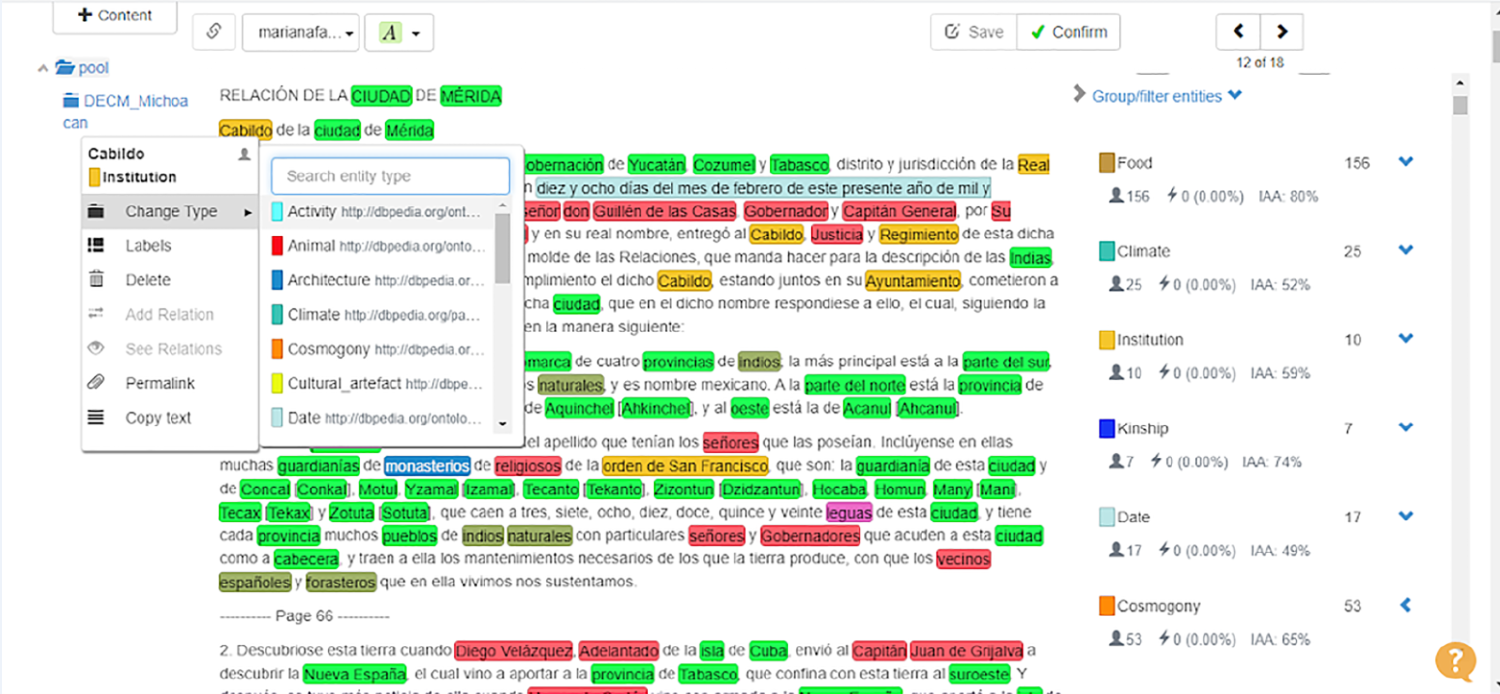 + Content
marianafa...
A
Save
Confirm
12 of 18
pool
DECM_Michoa
can
Cabildo
Institution
Change Type
Labels
Delete
Add Relation
See Relations
Permalink
Copy text
Search entity type
Activity http://dbpedia.org/ont...
Animal http://dbpedia.org/onto...
Architecture http://dbpedia.or...
Climate http://dbpedia.org/pa...
Cosmogony http://dbpedia.or...
Cultural_artefact http://dbpe...
Date http://dbpedia.org/ontolo...
RELACIÓN DE LA CIUDAD DE MÉRIDA
Cabildo de la ciudad de Mérida
obernación de Yucatán, Cozumel y Tabasco, distrito y jurisdicción de la Real
n diez y ocho días del mes de febrero de este presente año de mil y
señor don Guillén de las Casas, Gobernador y Capitán General, por Su
y en su real nombre, entregó al Cabildo, Justicia y Regimiento de esta dicha
molde de las Relaciones, que manda hacer para la descripción de las Indias,
mplimiento el dicho Cabildo, estando juntos en su Ayuntamiento, cometieron a
cha ciudad, que en el dicho nombre respondiese a ello, el cual, siguiendo la
en la manera siguiente:
marca de cuatro provincias de indios; la más principal está a la parte del sur,
s naturales, y es nombre mexicano. A la parte del norte está la provincia de
de Aquinchel [Ahkinchel], y al oeste está la de Acanul [Ahcanul].
el apellido que tenían los señores que las poseían. Inclúyense en ellas
muchas guardianías de monasterios de religiosos de la orden de San Francisco, que son: la guardianía de esta ciudad y
de Concal [Conkal], Motul, Yzamal [Izamal], Tecanto [Tekanto], Zizontun [Dzidzantun], Hocaba, Homun, Many [Mani],
Tecax [Tekax] y Zotuta [Sotuta], que caen a tres, siete, ocho, diez, doce, quince y veinte leguas de esta ciudad, y tiene
cada provincia muchos pueblos de indios naturales con particulares señores y Gobernadores que acuden a esta ciudad
como a cabecera, y traen a ella los mantenimientos necesarios de los que la tierra produce, con que los vecinos
españoles y forasteros que en ella vivimos nos sustentamos.
---------- Page 66 ----------
2. Descubriose esta tierra cuando Diego Velázquez, Adelantado de la isla de Cuba, envió al Capitán Juan de Grijalva a
descubrir la Nueva España, el cual vino a aportar a la provincia de Tabasco, que confina con esta tierra al suroeste. Y
Group/filter entities
Food 156
156 0 (0.00%) IAA: 80%
Climate 25
25 0 (0.00%) IAA: 52%
Institution 10
10 0 (0.00%) IAA: 59%
Kinship 7
7 0 (0.00%) IAA: 74%
Date 17
17 0 (0.00%) IAA: 49%
Cosmogony 53
53 0 (0.00%) IAA: 65%
?